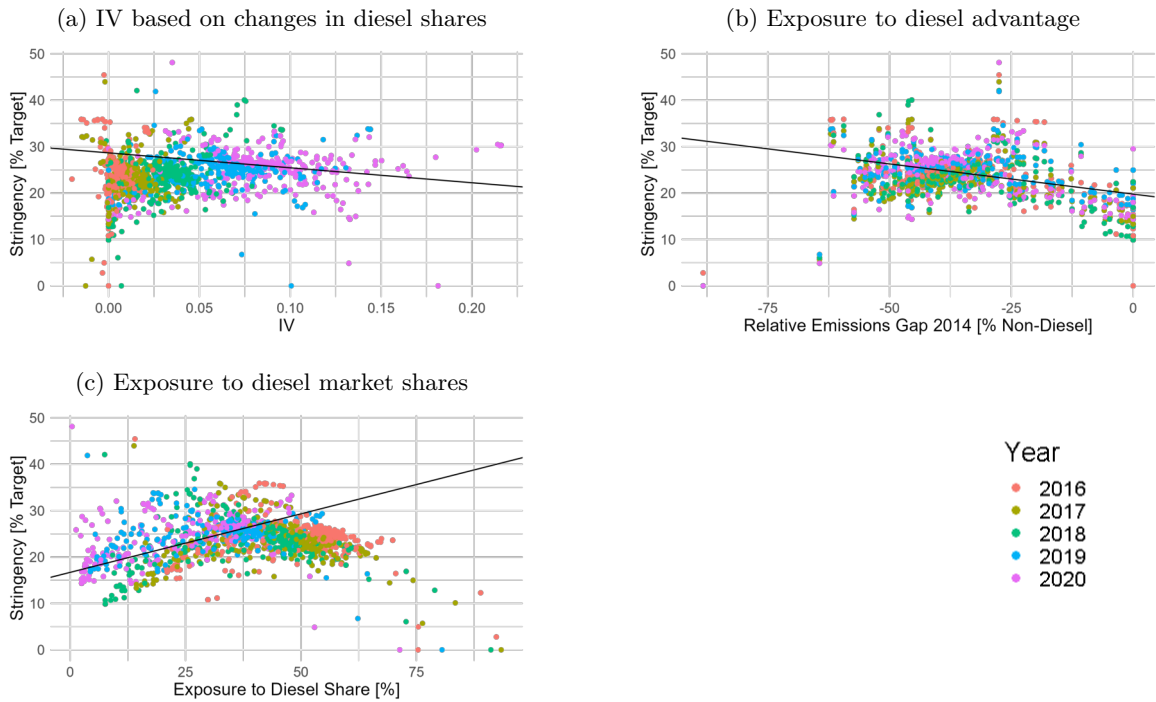 (a) IV based on changes in diesel shares
50
40
30
20
10
0
Stringency [% Target]
0.00 0.05 0.10 0.15 0.20
IV
(b) Exposure to diesel advantage
50
40
30
20
10
0
Stringency [% Target]
-75 -50 -25 0
Relative Emissions Gap 2014 [% Non-Diesel]
(c) Exposure to diesel market shares
50
40
30
20
10
0
Stringency [% Target]
0 25 50 75
Exposure to Diesel Share [%]
Year
2016
2017
2018
2019
2020